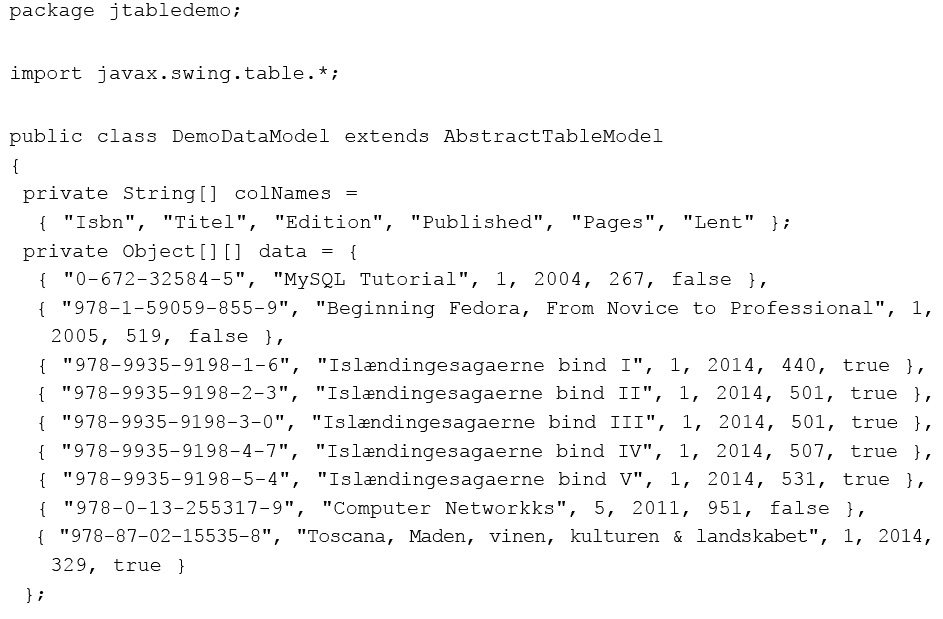 package jtabledemo;
import javax.swing.table.*;
public class DemoDataModel extends AbstractTableModel
{
private String[] colNames =
{ "Isbn", "Titel", "Edition", "Published", "Pages", "Lent" };
private Object[][] data = {
{ "0-672-32584-5", "MySQL Tutorial", 1, 2004, 267, false },
{ "978-1-59059-855-9", "Beginning Fedora, From Novice to Professional", 1,
2005, 519, false },
{ "978-9935-9198-1-6", "Islændingesagaerne bind I", 1, 2014, 440, true },
{ "978-9935-9198-2-3", "Islændingesagaerne bind II", 1, 2014, 501, true },
{ "978-9935-9198-3-0", "Islændingesagaerne bind III", 1, 2014, 501, true },
{ "978-9935-9198-4-7", "Islændingesagaerne bind IV", 1, 2014, 507, true },
{ "978-9935-9198-5-4", "Islændingesagaerne bind V", 1, 2014, 531, true },
{ "978-0-13-255317-9", "Computer Networkks", 5, 2011, 951, false },
{ "978-87-02-15535-8", "Toscana, Maden, vinen, kulturen & landskabet", 1, 2014,
329, true }
};